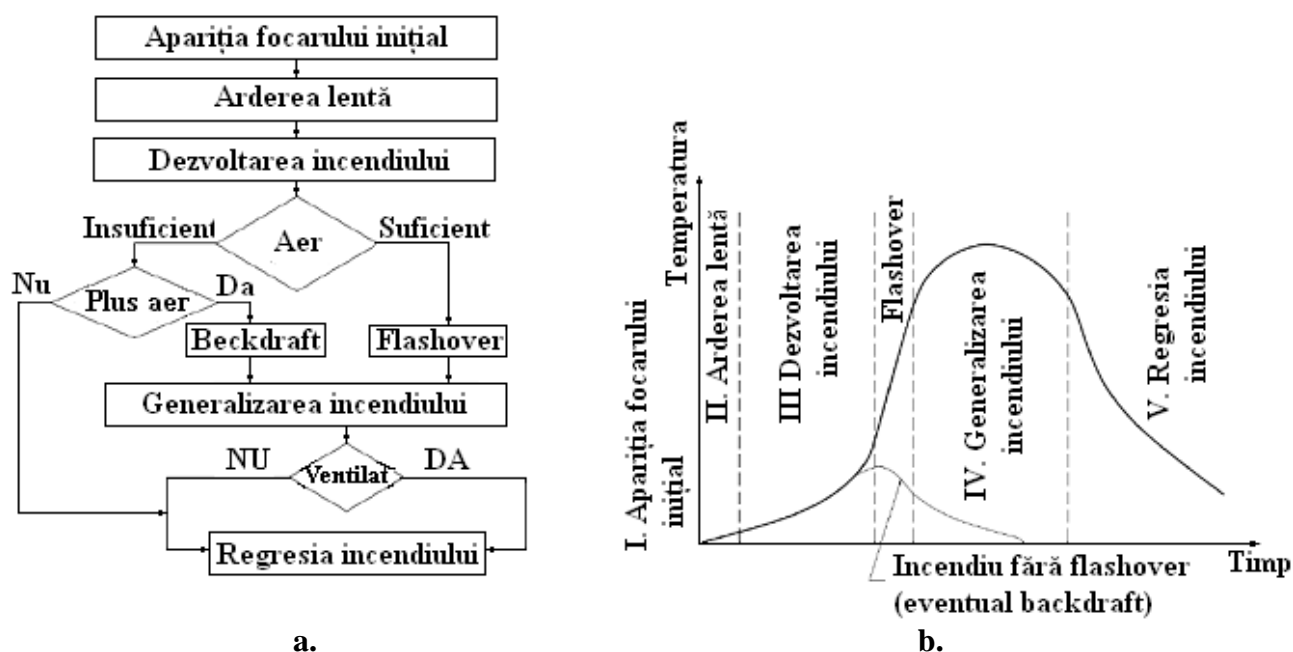 Apariția focarului inițial
Arderea lentă
Dezvoltarea incendiului
Insuficient
Suficient
Aer
Nu
Plus aer
Da
Beckdraft
Flashover
Generalizarea incendiului
NU
Ventilat
DA
Regresia incendiului
a.
Temperatura
I. Apariția focarului
inițial
II. Arderea lentă
III Dezvoltarea
incendiului
Flashover
IV. Generalizarea
incendiului
V. Regresia
incendiului
Timp
Incendiu fără flashover
(eventual backdraft)
b.